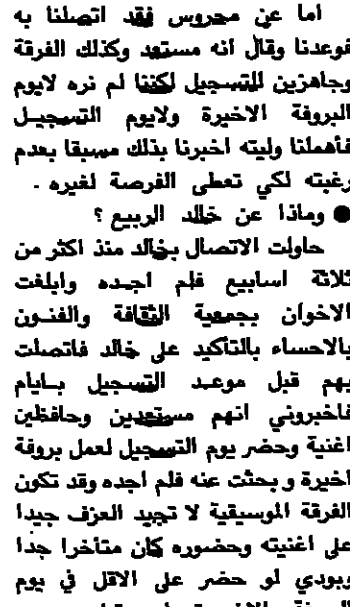 اما عن محروس فقد اتصلنا به
فوعدنا وقال أنه مستعد وكذلك الفرقة
وجاهزين للتسجيل لكننا لم نره لايوم
البروفة الاخيرة ولايوم التسجيل
فأهملنا وليته اخبرنا بذلك مسبقا بعدم
رغبته لكي تعطى الفرصة لغيره .
● وماذا عن خالد الربيع ؟
حاولت الاتصال بخالد منذ اكثر من
ثلاثة اسابيع فلم اجده وابلغت
الاخوان بجمعية الثقافة والفنون
بالاحساء بالتأكيد على خالد فاتصلت
بهم قبل موعد التسجيل بايام
فاخبروني انهم مستعدين وحافظين
اغنية وحضر يوم التسجيل لعمل بروفة
اخيرة وبحثت عنه فلم اجده وقد تكون
الفرقة الموسيقية لا تجيد العزف جيدا
على اغنيته وحضوره كان متأخرا جدا
وبودي لو حضر على الاقل في يوم